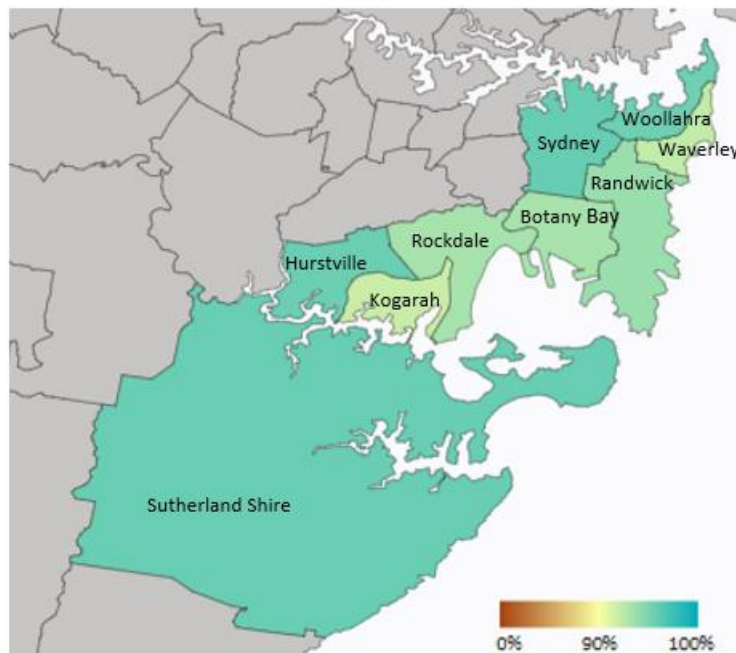 Woollahra
Sydney
Waverley
Randwick
Botany Bay
Rockdale
Hurstville
Kogarah
Sutherland Shire
0% 90% 100%